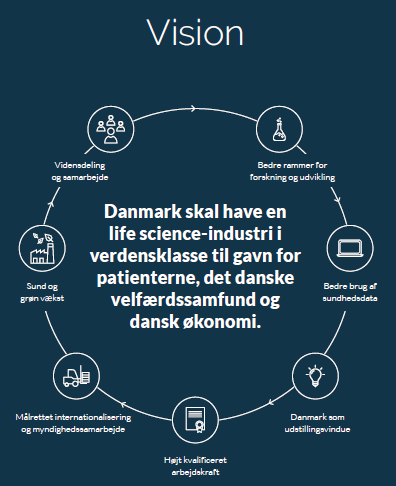 Vision
Vidensdeling
og samarbejde
Bedre rammer for
forskning og udvikling
Danmark skal have en
life science-industri i
verdensklasse til gavn for
patienterne, det danske
velfærdssamfund og
dansk økonomi.
Sund og
grøn vækst
Bedre brug af
sundhedsdata
Målrettet internationalisering
og myndighedssamarbejde
Danmark som
udstillingsvindue
Højt kvalificeret
arbejdskraft